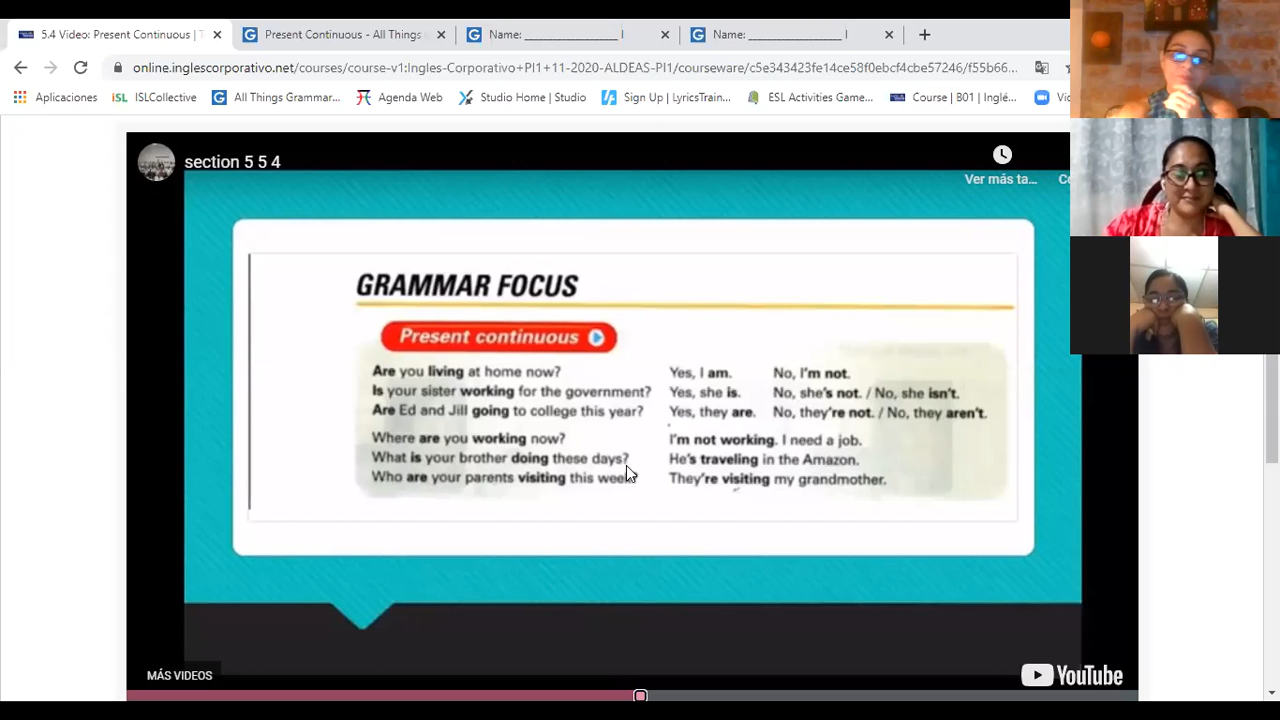 5.4 Video: Present Continuous | T
Present Continuous - All Things
Name: __________________ I
Name: __________________ I
online.inglescorporativo.net/courses/course-v1:Ingles-Corporativo+PI1+11-2020-ALDEAS-PI1/courseware/c5e343423fe14ce58f0ebcf4cbe57246/f55b66...
Aplicaciones
ISLCollective
All Things Grammar...
Agenda Web
Studio Home | Studio
Sign Up | LyricsTrain...
ESL Activities Game...
Course | B01 | Inglé...
section 5 5 4
Ver más ta...
GRAMMAR FOCUS
Present continuous
Are you living at home now? Yes, I am. No, I'm not.
Is your sister working for the government? Yes, she is. No, she's not. / No, she isn't.
Are Ed and Jill going to college this year? Yes, they are. No, they're not. / No, they aren't.
Where are you working now? I'm not working. I need a job.
What is your brother doing these days? He's traveling in the Amazon.
Who are your parents visiting this week? They're visiting my grandmother.
MÁS VIDEOS
YouTube